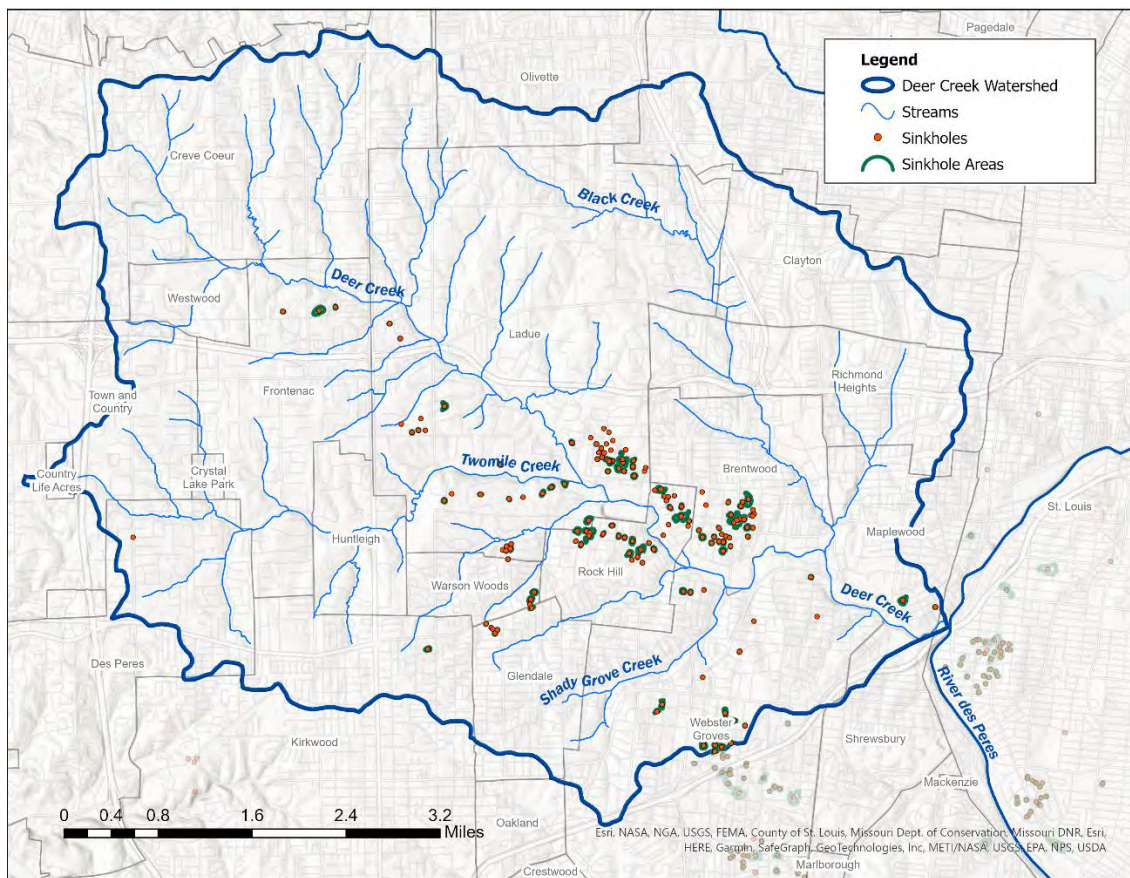 Pagedale
Olivette
Legend
Deer Creek Watershed
Streams
Sinkholes
Sinkhole Areas
Creve Coeur
Black Creek
Clayton
Deer Creek
Westwood
Ladue
Richmond
Heights
Frontenac
Town and
Country
Twomile Creek
Brentwood
Country
Life Acres
Crystal
Lake Park
St. Louis
Maplewood
Huntleigh
Rock Hill
Warson Woods
Deer Creek
Des Peres
Glendale
Shady Grove Creek
River des Peres
Webster
Groves
Kirkwood
Shrewsbury
Mackenzie
0 0.4 0.8 1.6 2.4 3.2
Miles
Oakland
Esri, NASA, NGA, USGS, FEMA, County of St. Louis, Missouri Dept. of Conservation, Missouri DNR, Esri,
HERE, Garmin, SafeGraph, GeoTechnologies, Inc, METI/NASA, USGS, EPA, NPS, USDA
Marlborough
Crestwood